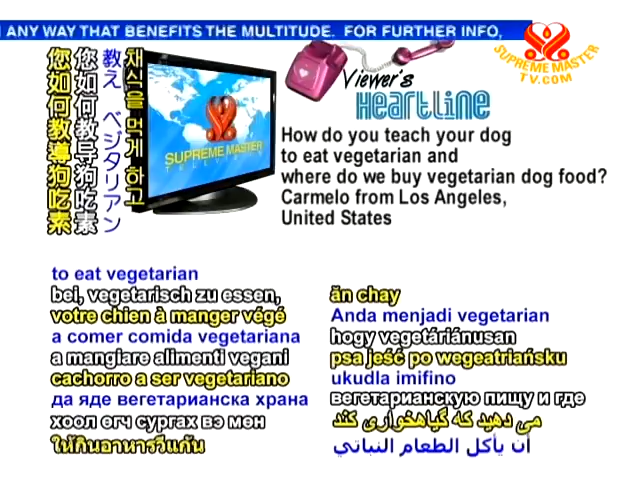 N ANY WAY THAT BENEFITS THE MULTITUDE. FOR FURTHER INFO,
SUPREME MASTER
TV.COM
您如何教導狗吃素
您如何教导狗吃素
教え ベジタリアン
채식을 먹게 하고
SUPREME MASTER
TELEVISION
Viewer's
Heartline
How do you teach your dog
to eat vegetarian and
where do we buy vegetarian dog food?
Carmelo from Los Angeles,
United States
to eat vegetarian
bei, vegetarisch zu essen,
votre chien à manger végé
a comer comida vegetariana
a mangiare alimenti vegani
cachorro a ser vegetariano
да яде вегетарианска храна
хоол өгч сургах вэ мөн
ให้กินอาหารวีแก้น
ăn chay
Anda menjadi vegetarian
hogy vegetáriánusan
psa jeść po wegeatriańsku
ukudla imifino
вегетарианскую пищу и где
می دهید که گیاهخواری کند
أن يأكل الطعام النباتي